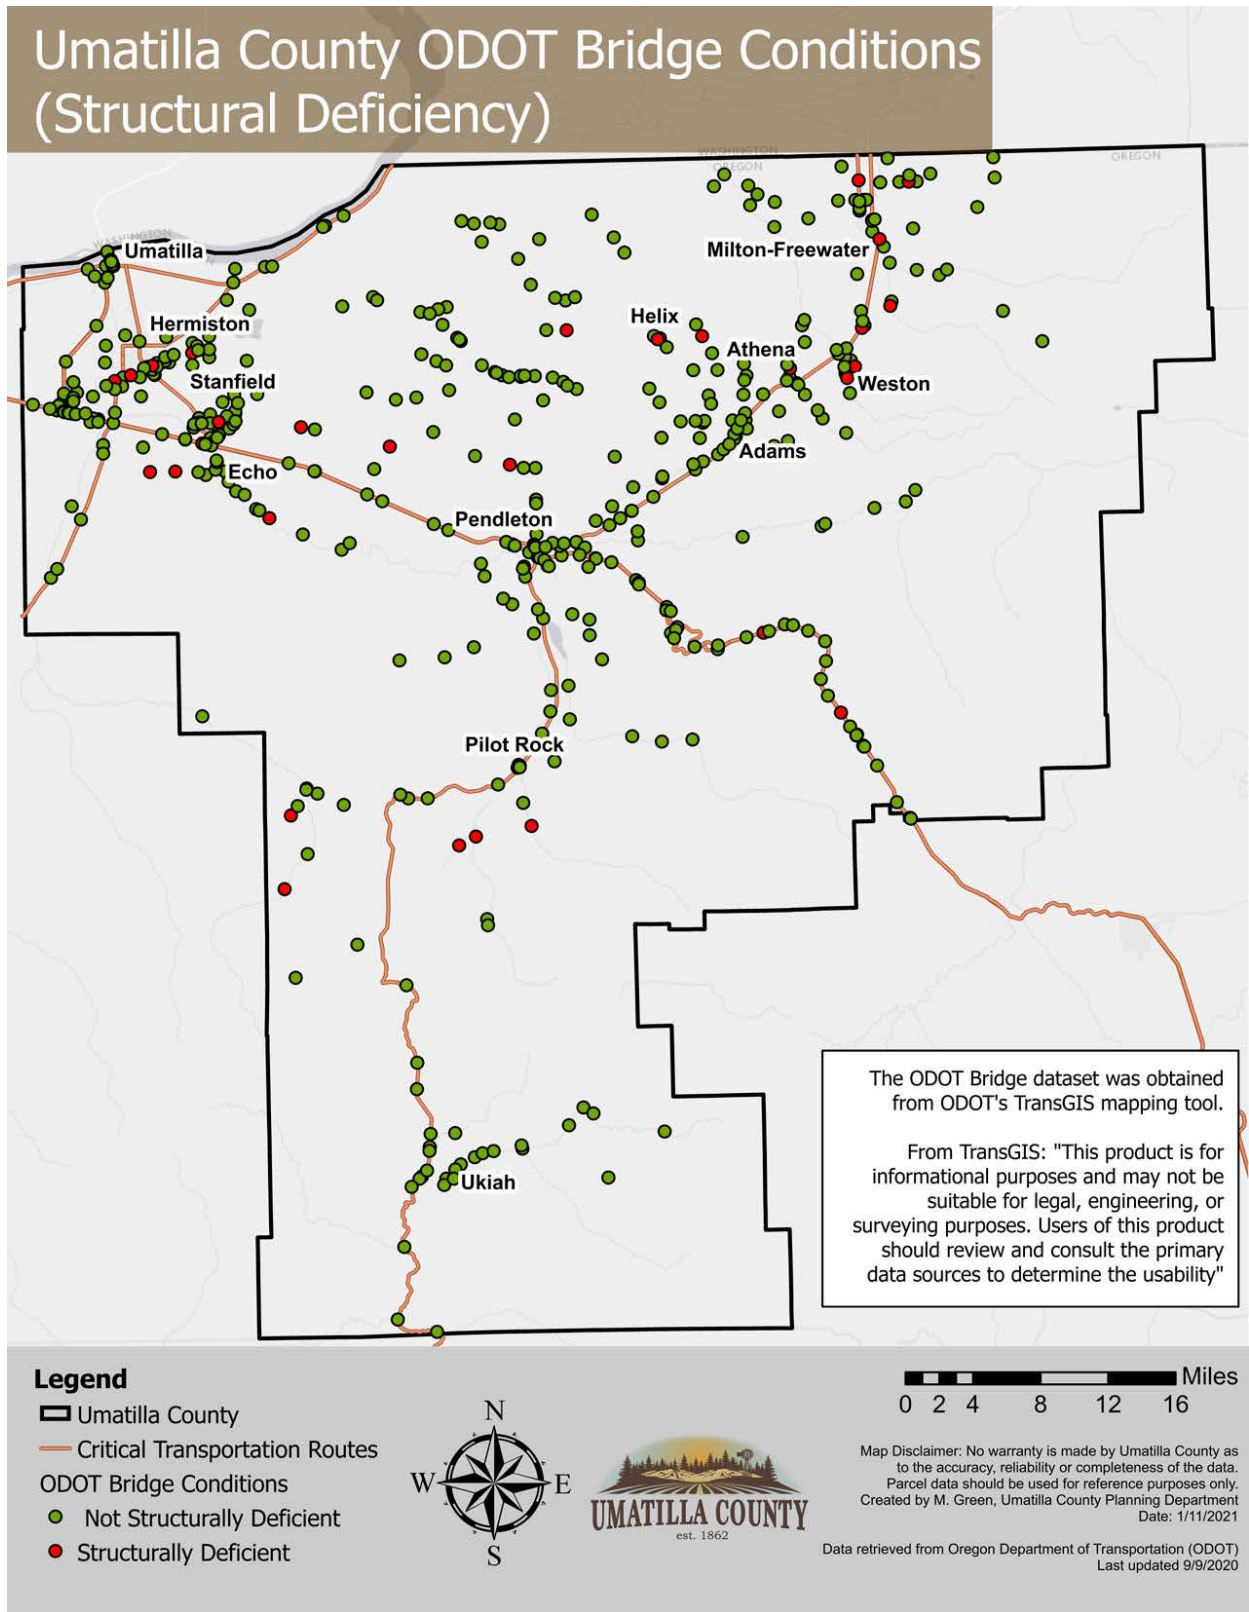 Umatilla County ODOT Bridge Conditions
(Structural Deficiency)
WASHINGTON
OREGON
OREGON
WASHINGTON
Umatilla
Milton-Freewater
Hermiston
Helix
Athena
Stanfield
Weston
Adams
Echo
Pendleton
Pilot Rock
Ukiah
The ODOT Bridge dataset was obtained
from ODOT's TransGIS mapping tool.
From TransGIS: "This product is for
informational purposes and may not be
suitable for legal, engineering, or
surveying purposes. Users of this product
should review and consult the primary
data sources to determine the usability"
Legend
Umatilla County
Critical Transportation Routes
ODOT Bridge Conditions
Not Structurally Deficient
Structurally Deficient
N
W
E
S
UMATILLA COUNTY
est. 1862
Miles
0 2 4 8 12 16
Map Disclaimer: No warranty is made by Umatilla County as
to the accuracy, reliability or completeness of the data.
Parcel data should be used for reference purposes only.
Created by M. Green, Umatilla County Planning Department
Date: 1/11/2021
Data retrieved from Oregon Department of Transportation (ODOT)
Last updated 9/9/2020